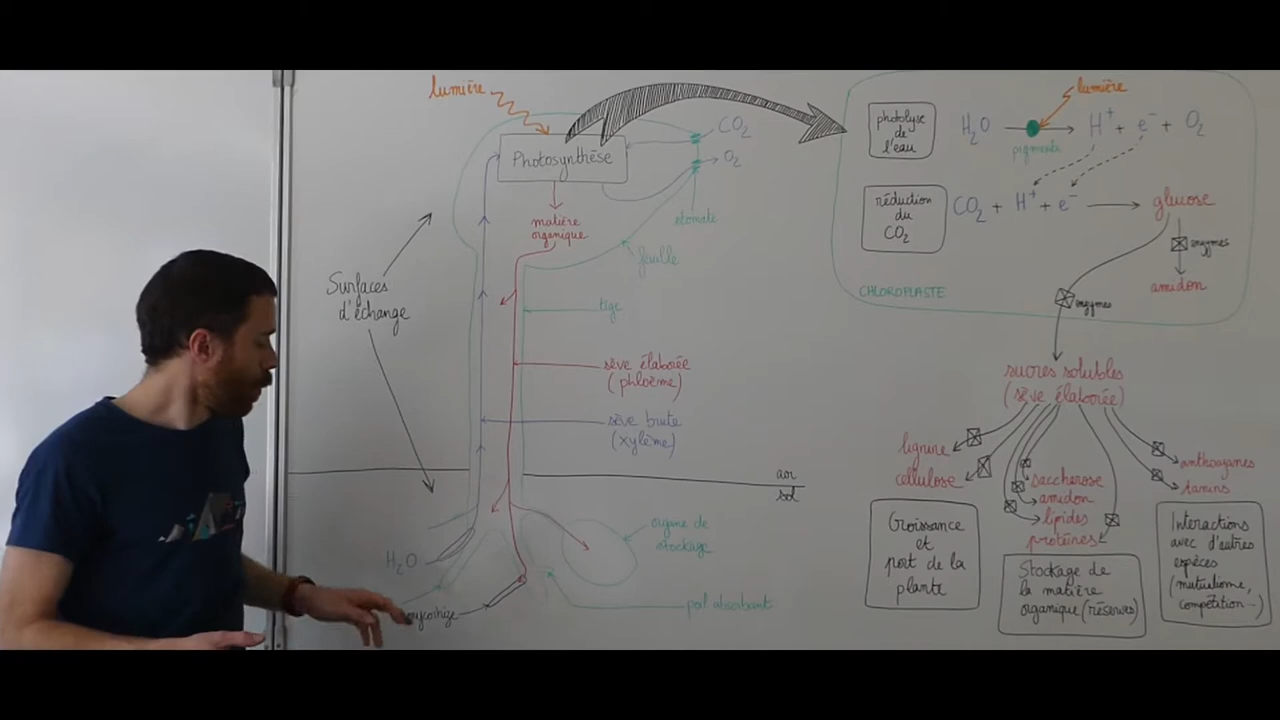 lumière
CO2
O2
Photosynthèse
stomate
matière
organique
feuille
Surfaces
d'échange
tige
sève élaborée
(phloème)
sève brute
(xylème)
air
sol
organe de
stockage
H2O
mycorhize
poil absorbant
photolyse
de
l'eau
H2O
pigments
lumière
H+ + e- + O2
réduction
du
CO2
CO2 + H+ + e-
glucose
enzymes
amidon
CHLOROPLASTE
enzymes
sucres solubles
(sève élaborée)
lignine
cellulose
saccharose
amidon
lipides
protéines
anthocyanes
tanins
Croissance
et
port de la
plante
Stockage de
la matière
organique (réserves)
Interactions
avec d'autres
espèces
(mutualisme,
compétition...)